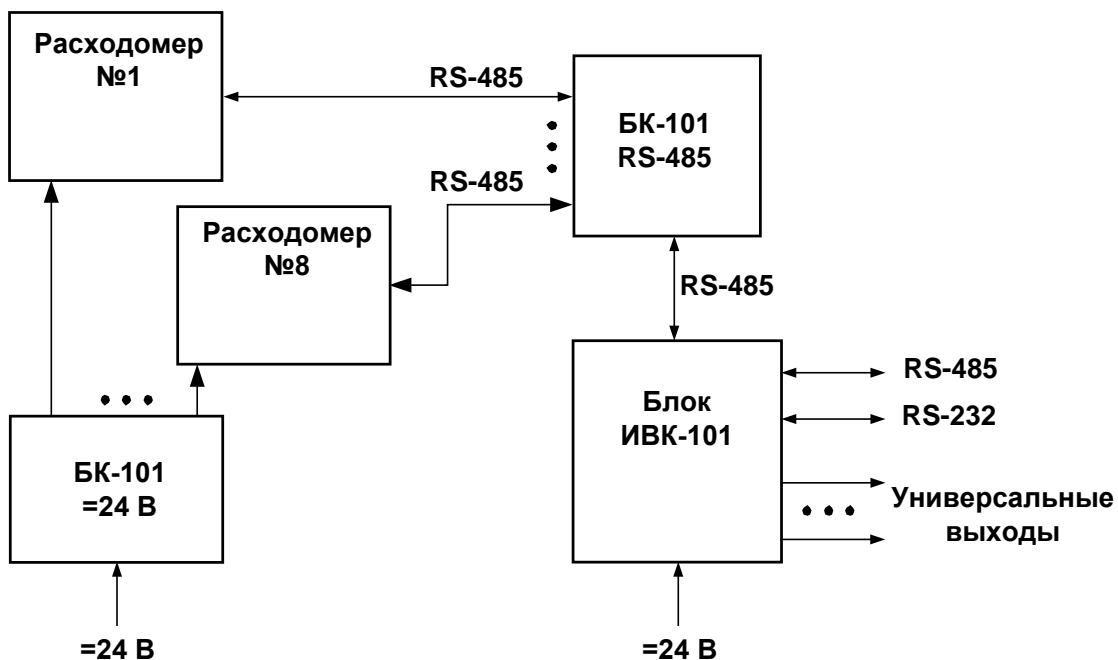 Расходомер
№1
RS-485
БК-101
RS-485
RS-485
Расходомер
№8
RS-485
Блок
ИВК-101
RS-485
RS-232
Универсальные
выходы
БК-101
=24 В
=24 В
=24 В